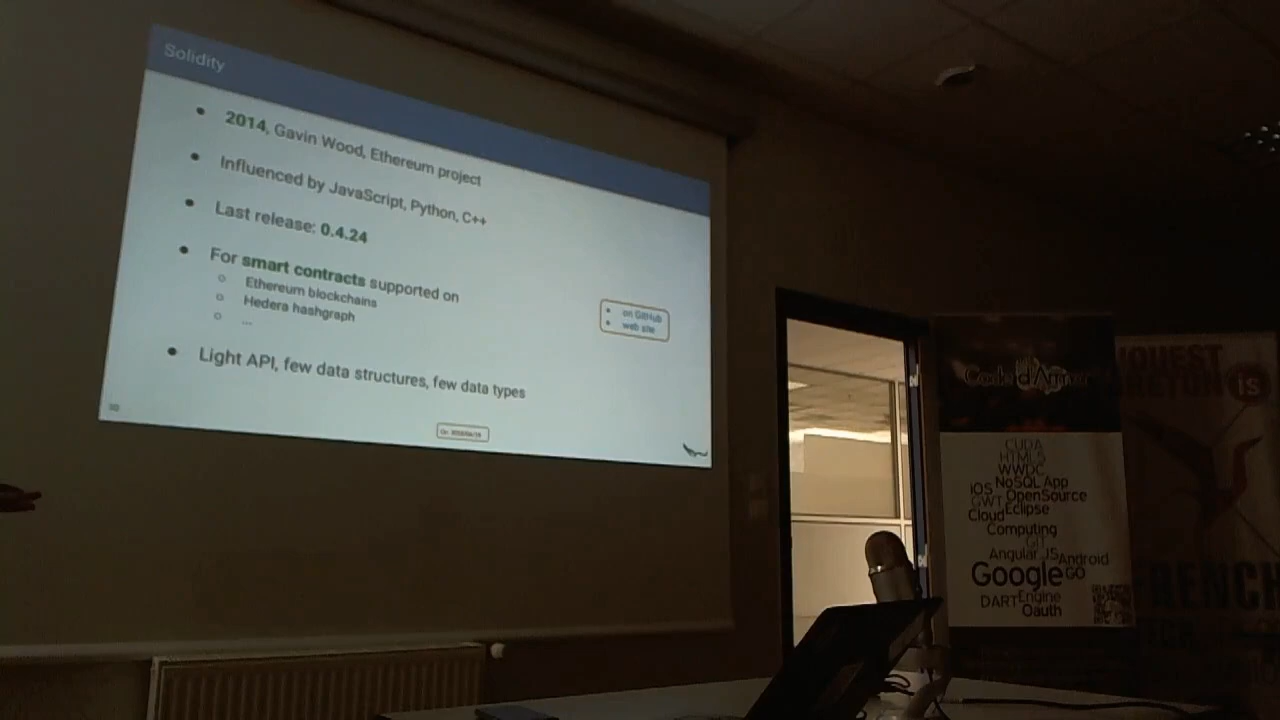 Solidity
2014, Gavin Wood, Ethereum project
Influenced by JavaScript, Python, C++
Last release: 0.4.24
For smart contracts supported on
Ethereum blockchains
Hedera hashgraph
...
Light API, few data structures, few data types
on GitHub
web site
Code d'Armor
CUDA
HTML5
WWDC
NoSQL App
iOS OpenSource
GWT Eclipse
Cloud
Computing
GIT
Angular JS Android
Google GO
DART Engine
Oauth
IS